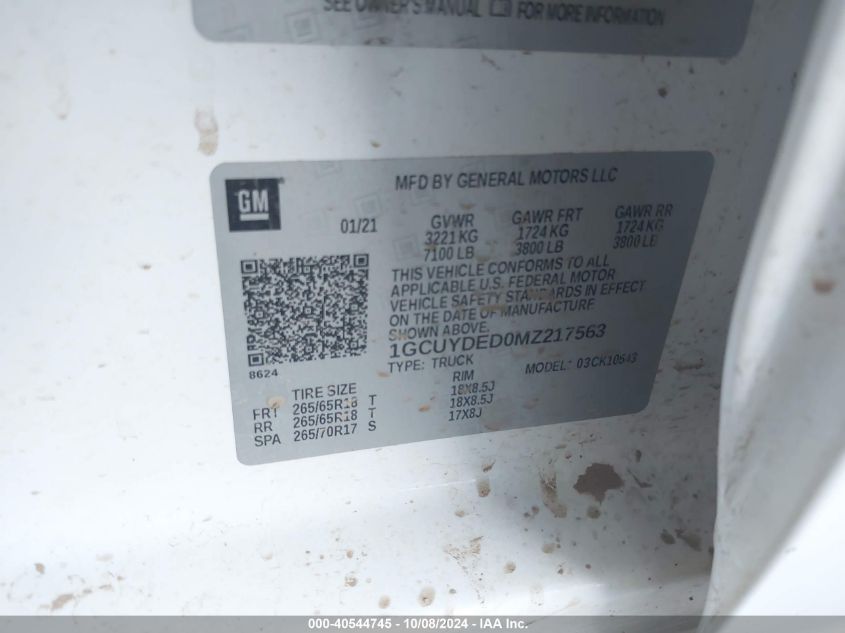 SEE OWNER'S MANUAL FOR MORE INFORMATION
GM
MFD BY GENERAL MOTORS LLC
01/21
GVWR GAWR FRT GAWR RR
3221 KG 1724 KG 1724 KG
7100 LB 3800 LB 3800 LB
THIS VEHICLE CONFORMS TO ALL
APPLICABLE U.S. FEDERAL MOTOR
VEHICLE SAFETY STANDARDS IN EFFECT
ON THE DATE OF MANUFACTURE
SHOWN ABOVE.
1GCUYDED0MZ217563
TYPE: TRUCK MODEL: 03CK10543
8624
TIRE SIZE RIM
FRT 265/65R18 T 18X8.5J
RR 265/65R18 T 18X8.5J
SPA 265/70R17 S 17X8J
000-40544745 - 10/08/2024 - IAA Inc.